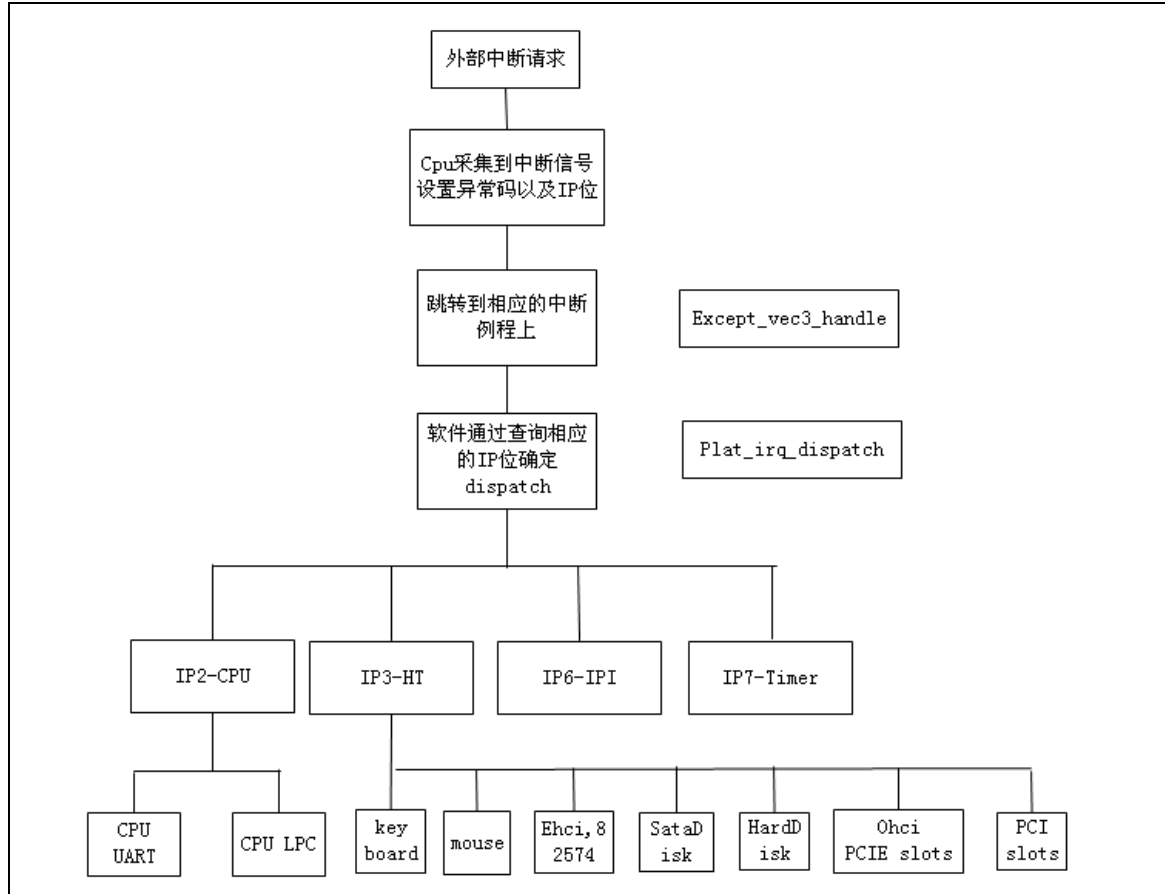 外部中断请求
Cpu采集到中断信号
设置异常码以及IP位
跳转到相应的中断
例程上
Except_vec3_handle
软件通过查询相应
的IP位确定
dispatch
Plat_irq_dispatch
IP2-CPU
IP3-HT
IP6-IPI
IP7-Timer
CPU
UART
CPU LPC
key
board
mouse
Ehci,8
2574
SataD
isk
HardD
isk
Ohci
PCIE slots
PCI
slots